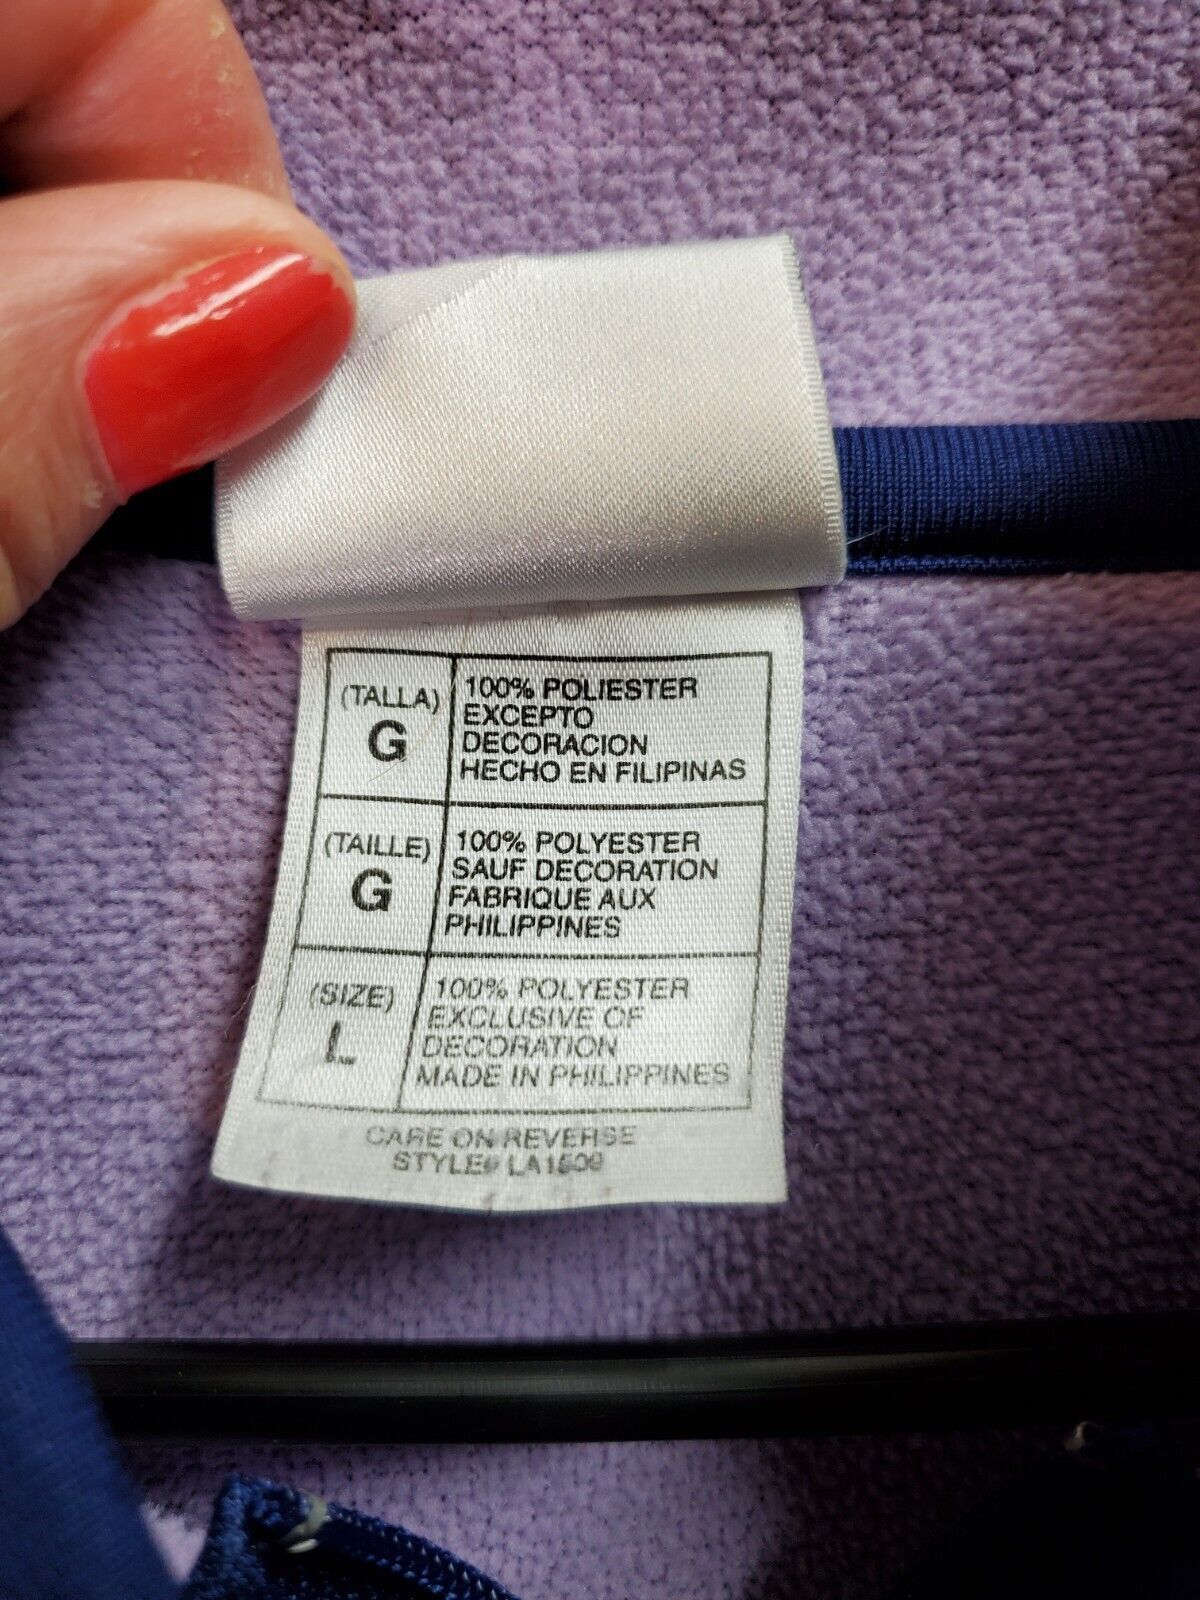 (TALLA)
G
100% POLIESTER
EXCEPTO
DECORACION
HECHO EN FILIPINAS
(TAILLE)
G
100% POLYESTER
SAUF DECORATION
FABRIQUE AUX
PHILIPPINES
(SIZE)
L
100% POLYESTER
EXCLUSIVE OF
DECORATION
MADE IN PHILIPPINES
CARE ON REVERSE
STYLE#